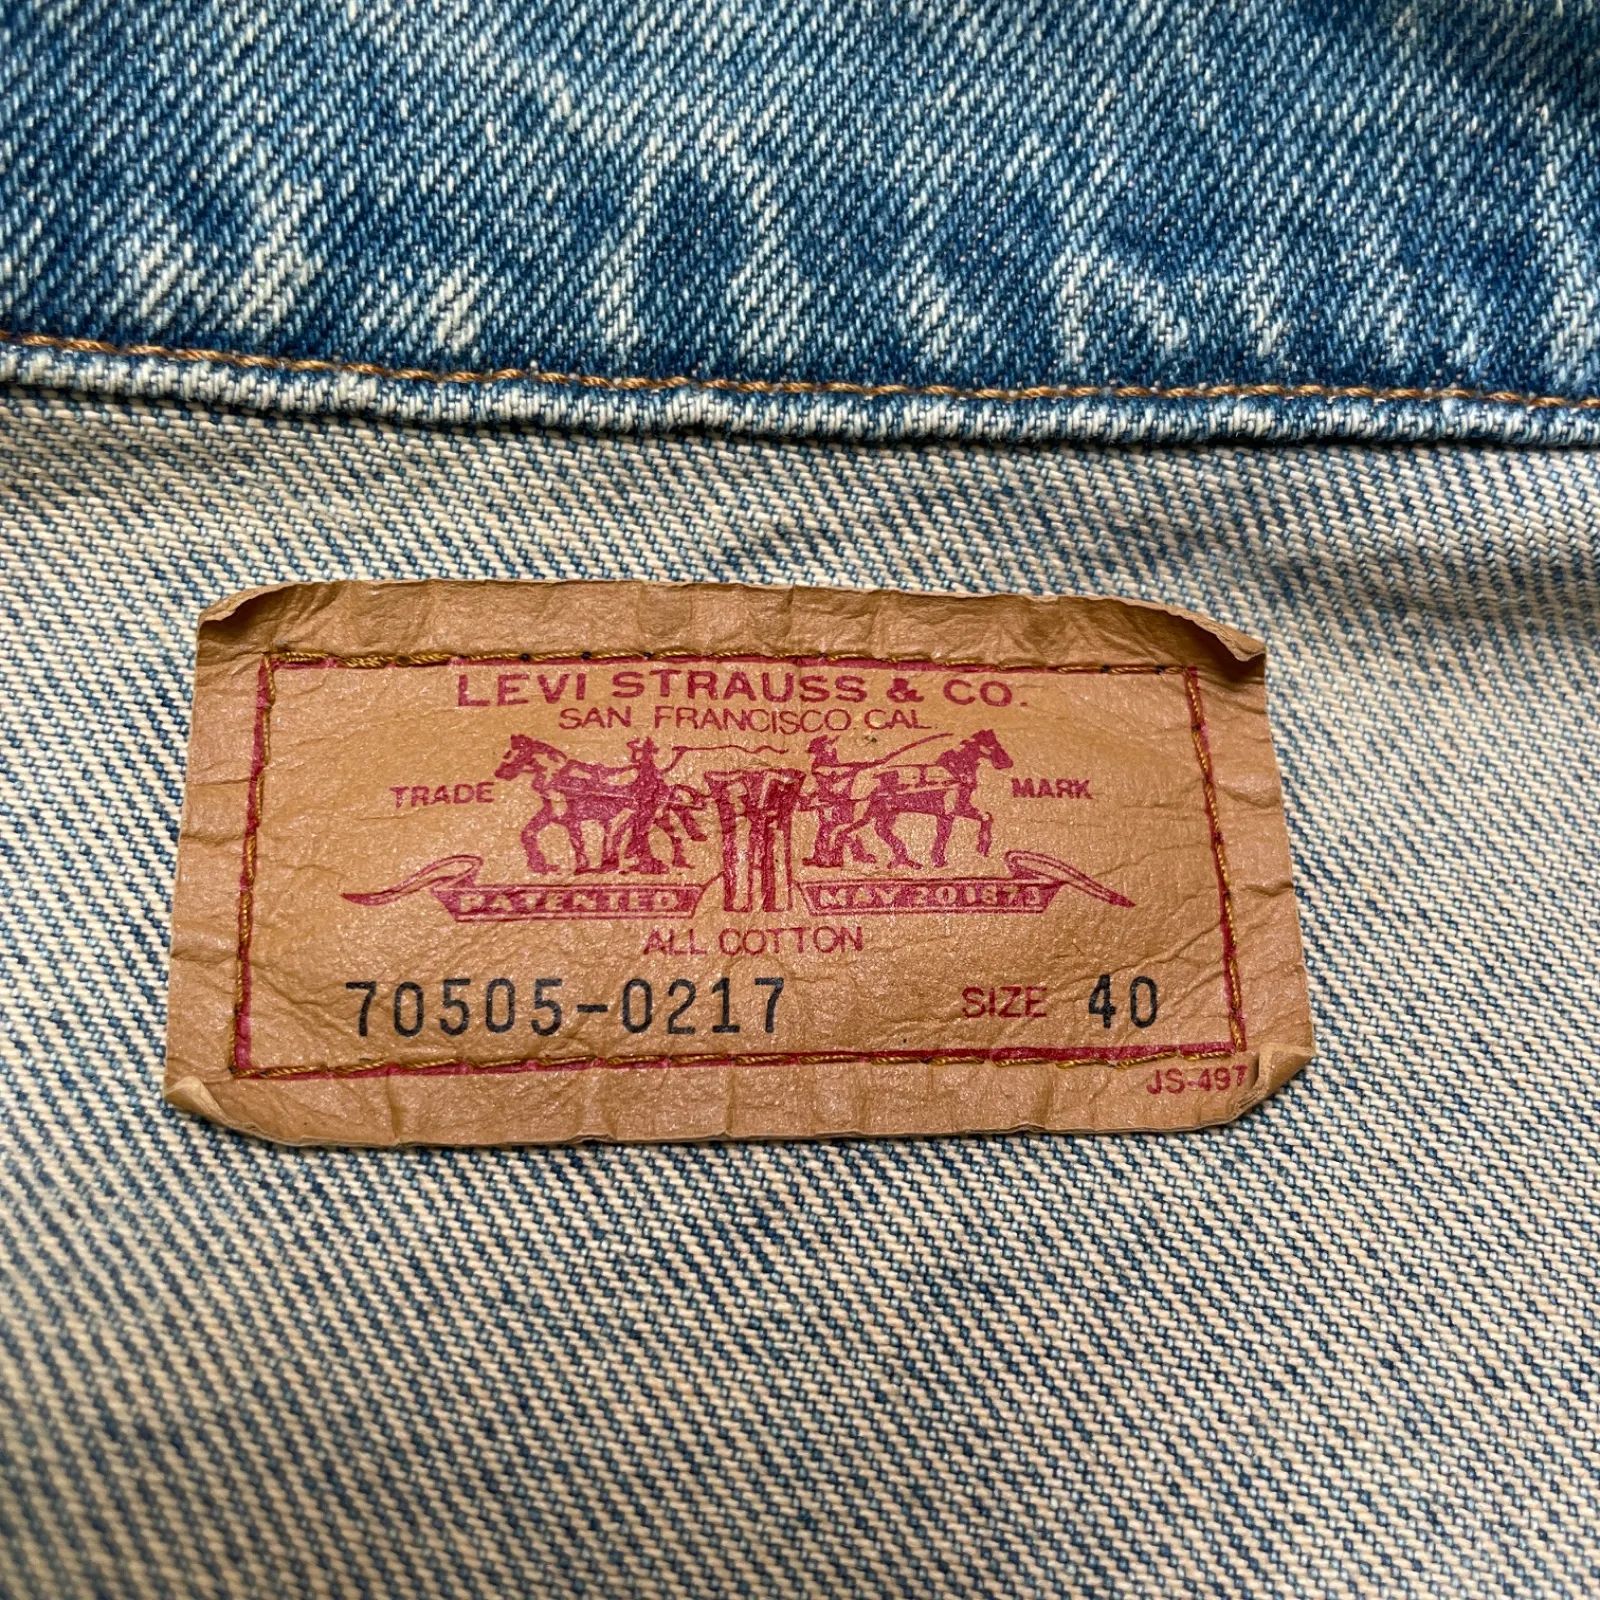 LEVI STRAUSS & CO.
SAN FRANCISCO CAL.
TRADE MARK
PATENTED MAY 20 1873
ALL COTTON
70505-0217 SIZE 40
JS-497